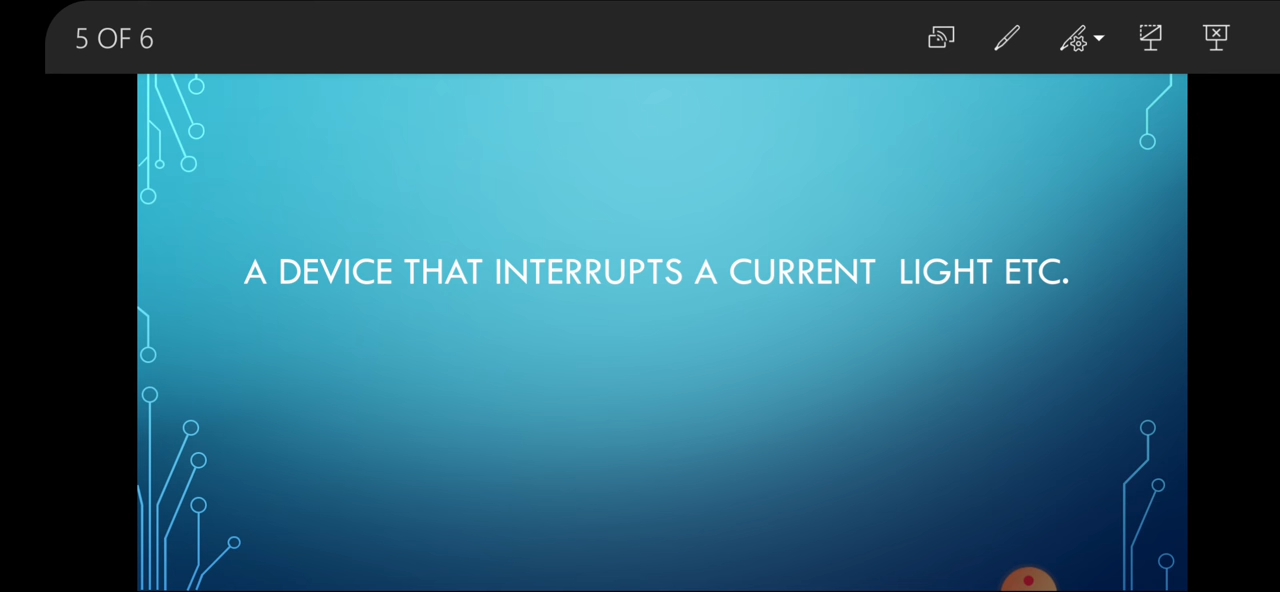 5 OF 6
A DEVICE THAT INTERRUPTS A CURRENT  LIGHT ETC.